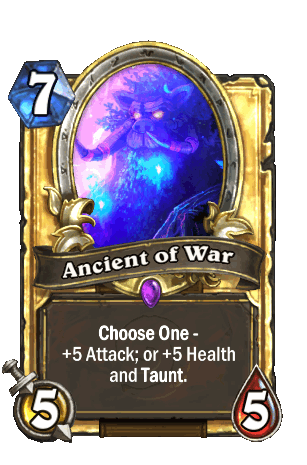 7
Ancient of War
Choose One -
+5 Attack; or +5 Health
and Taunt.
5
5